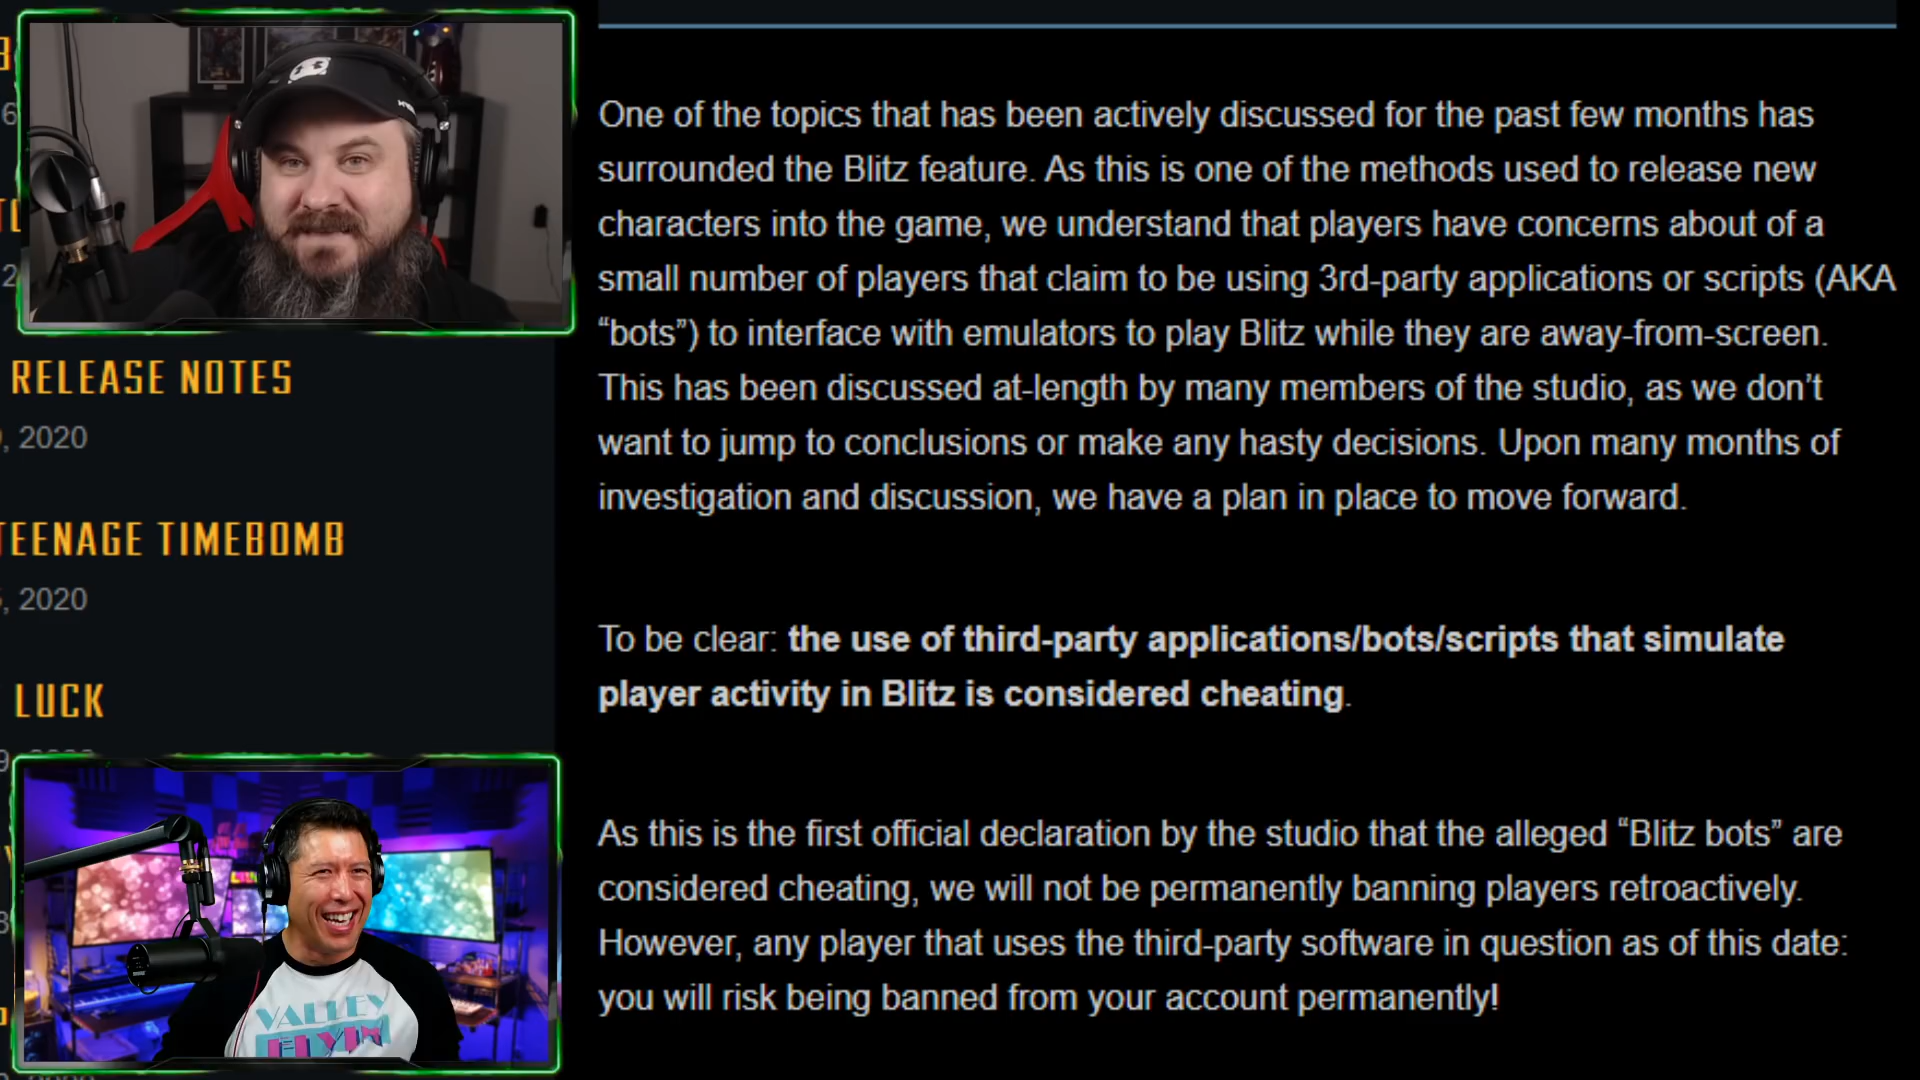 One of the topics that has been actively discussed for the past few months has
surrounded the Blitz feature. As this is one of the methods used to release new
characters into the game, we understand that players have concerns about of a
small number of players that claim to be using 3rd-party applications or scripts (AKA
“bots”) to interface with emulators to play Blitz while they are away-from-screen.
This has been discussed at-length by many members of the studio, as we don’t
want to jump to conclusions or make any hasty decisions. Upon many months of
investigation and discussion, we have a plan in place to move forward.
To be clear: the use of third-party applications/bots/scripts that simulate
player activity in Blitz is considered cheating.
As this is the first official declaration by the studio that the alleged “Blitz bots” are
considered cheating, we will not be permanently banning players retroactively.
However, any player that uses the third-party software in question as of this date:
you will risk being banned from your account permanently!
RELEASE NOTES
, 2020
TEENAGE TIMEBOMB
, 2020
LUCK
VALLEY